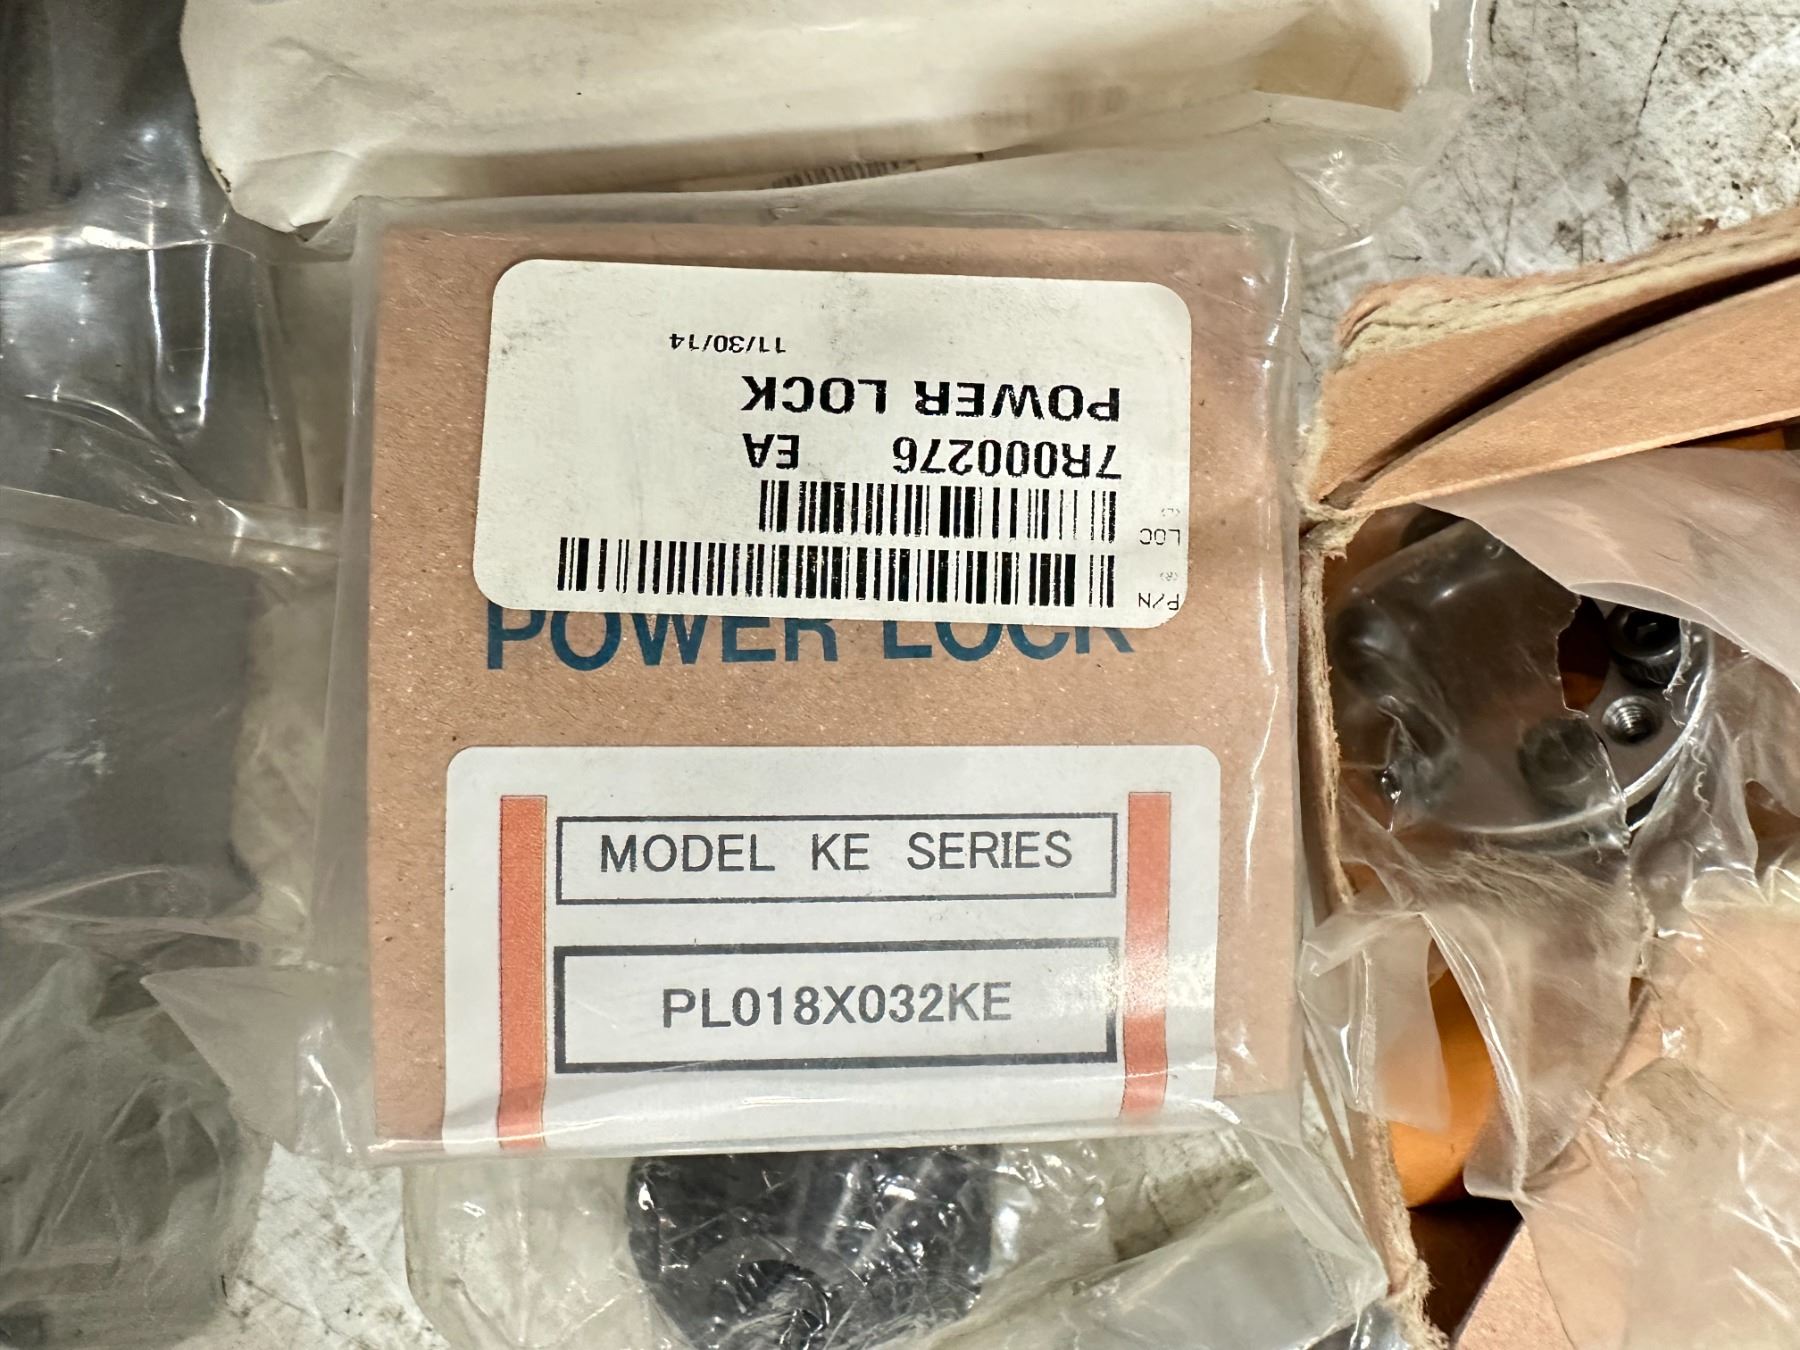 11/30/14
POWER LOCK
7R000276 EA
(L) LOC
(R) P/N
POWER LOCK
MODEL KE SERIES
PL018X032KE